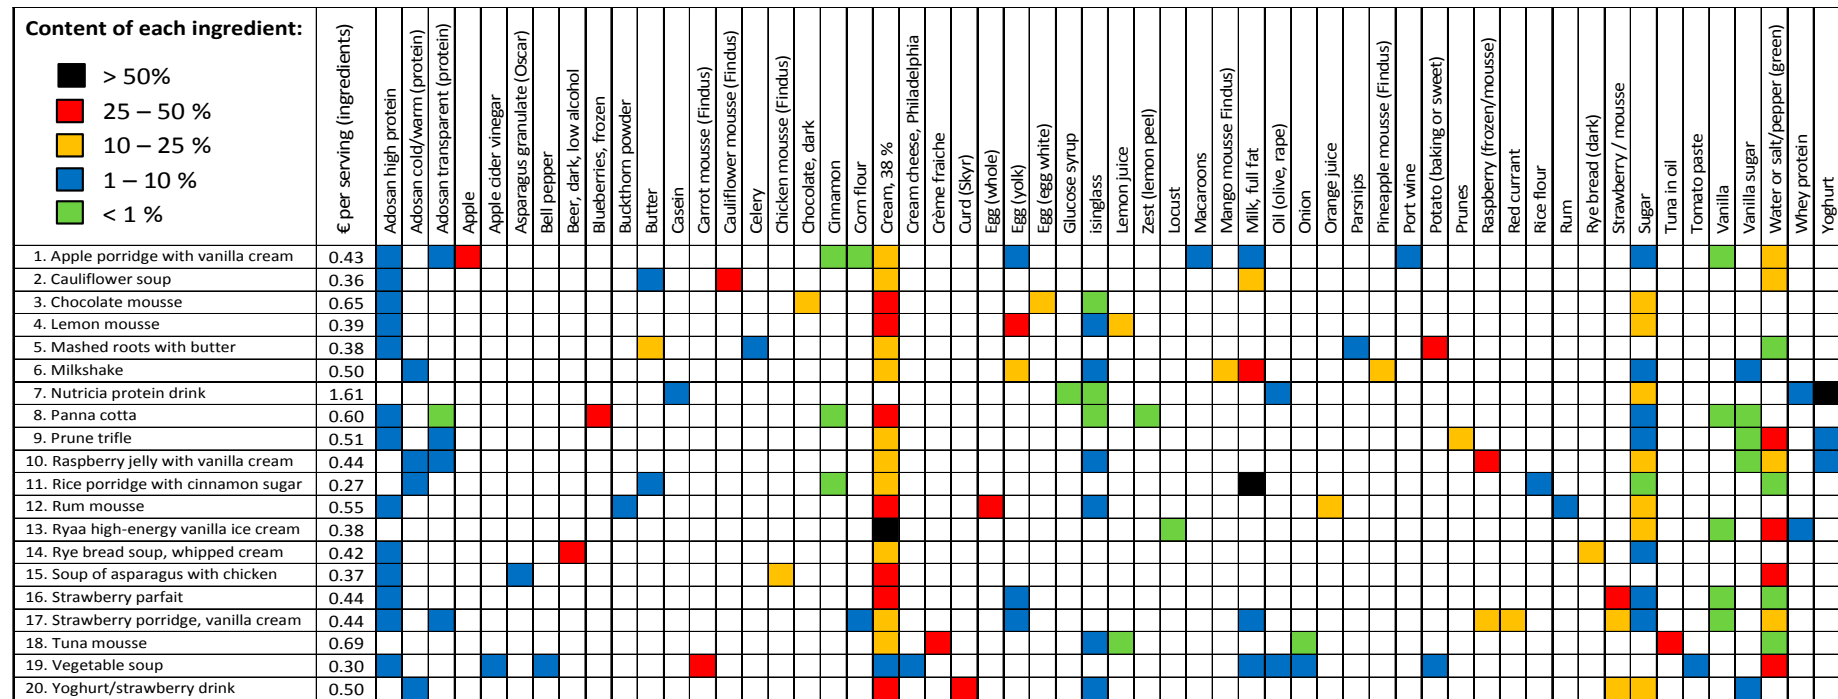 Content of each ingredient:
> 50%
25 – 50 %
10 – 25 %
1 – 10 %
< 1 %
€ per serving (ingredients)
Adosan high protein
Adosan cold/warm (protein)
Adosan transparent (protein)
Apple
Apple cider vinegar
Asparagus granulate (Oscar)
Bell pepper
Beer, dark, low alcohol
Blueberries, frozen
Buckthorn powder
Butter
Casein
Carrot mousse (Findus)
Cauliflower mousse (Findus)
Celery
Chicken mousse (Findus)
Chocolate, dark
Cinnamon
Corn flour
Cream, 38 %
Cream cheese, Philadelphia
Crème fraiche
Curd (Skyr)
Egg (whole)
Egg (yolk)
Egg (egg white)
Glucose syrup
isinglass
Lemon juice
Zest (lemon peel)
Locust
Macaroons
Mango mousse Findus)
Milk, full fat
Oil (olive, rape)
Onion
Orange juice
Parsnips
Pineapple mousse (Findus)
Port wine
Potato (baking or sweet)
Prunes
Raspberry (frozen/mousse)
Red currant
Rice flour
Rum
Rye bread (dark)
Strawberry / mousse
Sugar
Tuna in oil
Tomato paste
Vanilla
Vanilla sugar
Water or salt/pepper (green)
Whey protein
Yoghurt
1. Apple porridge with vanilla cream 0.43
2. Cauliflower soup 0.36
3. Chocolate mousse 0.65
4. Lemon mousse 0.39
5. Mashed roots with butter 0.38
6. Milkshake 0.50
7. Nutricia protein drink 1.61
8. Panna cotta 0.60
9. Prune trifle 0.51
10. Raspberry jelly with vanilla cream 0.44
11. Rice porridge with cinnamon sugar 0.27
12. Rum mousse 0.55
13. Ryaa high-energy vanilla ice cream 0.38
14. Rye bread soup, whipped cream 0.42
15. Soup of asparagus with chicken 0.37
16. Strawberry parfait 0.44
17. Strawberry porridge, vanilla cream 0.44
18. Tuna mousse 0.69
19. Vegetable soup 0.30
20. Yoghurt/strawberry drink 0.50